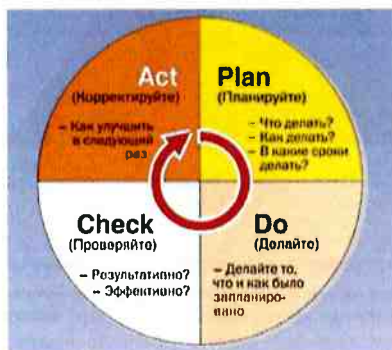 Act
(Корректируйте)
– Как улучшить
в следующий
раз
Plan
(Планируйте)
– Что делать?
– Как делать?
– В какие сроки
делать?
Check
(Проверяйте)
– Результативно?
– Эффективно?
Do
(Делайте)
– Делайте то,
что и как было
запланиро-
вано